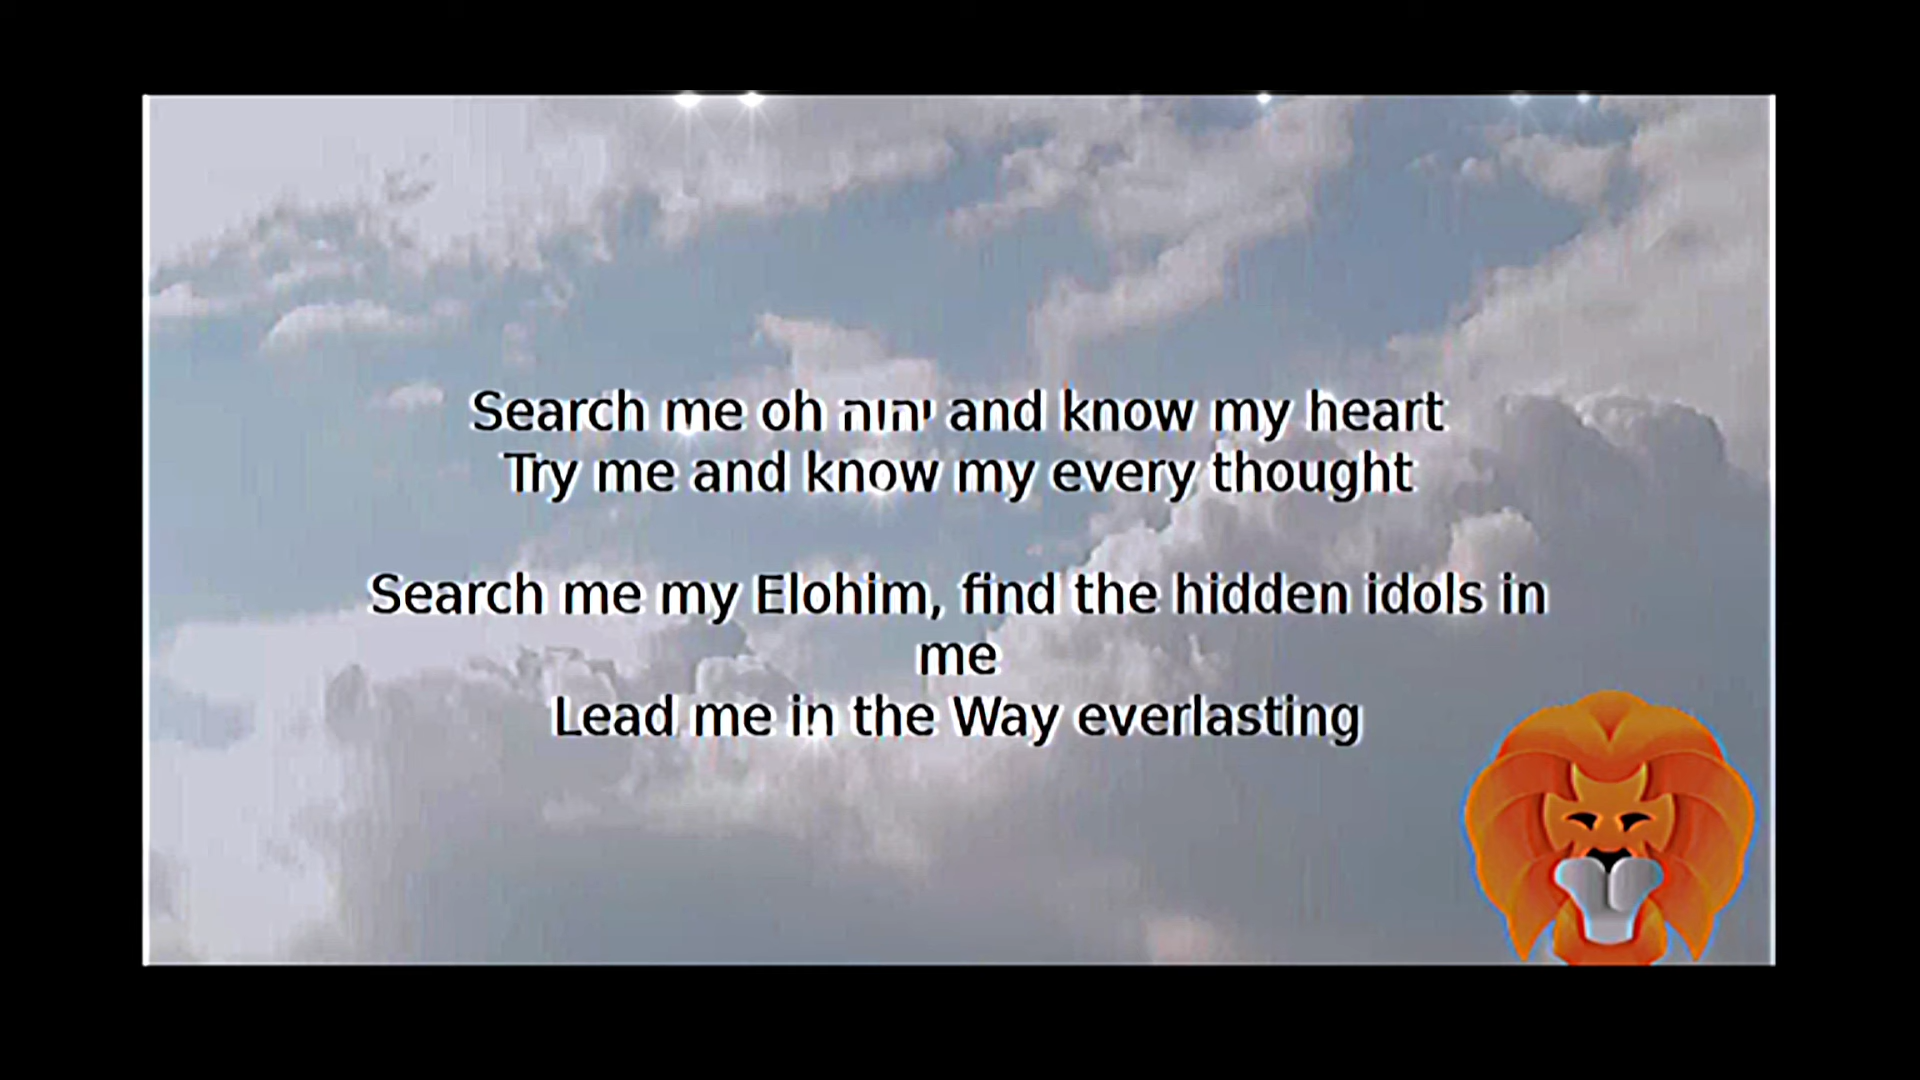 Search me oh יהוה and know my heart
Try me and know my every thought
Search me my Elohim, find the hidden idols in
me
Lead me in the Way everlasting